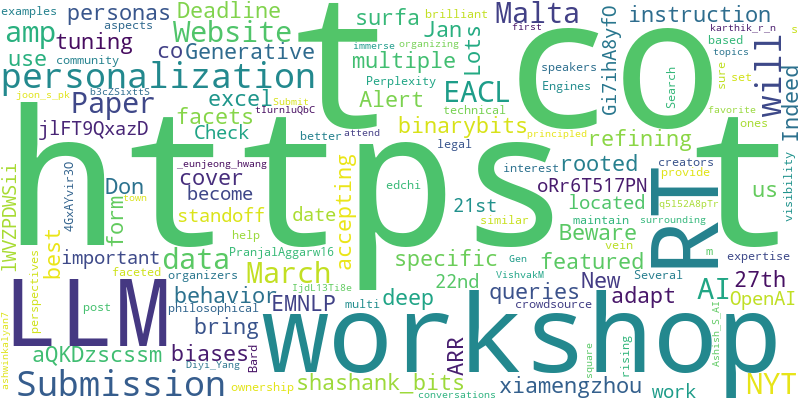 https
t
co
t
Workshop
LLM
RT
Submission
personalization
will
Paper
EACL
AI
March
data
Malta
NYT
examples
personas
Deadline
surfa
brilliant
aspects
amp
Website
Jan
instruction
first
immerse
organizing
karthik_r_n
tuning
co
Generative
multiple
Lots
Gi7ihA8yfO
based
topics
community
use
Perplexity
speakers
Engines
Search
sure
set
joon_s_pk
b3cZSixttS
excel
Alert
technical
ones
Submit
tIurnluQbC
facets
better
attend
legal
binarybits
principled
favorite
jlFT9QxazD
Check
refining
Indeed
_eunjeong_hwang
interest
creators
visibility
4GxAYvir3O
Don
cover
accepting
edchi
rooted
provide
lWVZPDWSii
form
become
21st
oRr6T517PN
us
q5152A8pTr
town
standoff
date
similar
located
maintain
surrounding
best
help
Beware
vein
PranjalAggarw16
specific
featured
m
Several
expertise
important
organizers
IjdL13Ti8e
deep
22nd
Gen
VishvakM
New
27th
perspectives
faceted
behavior
EMNLP
queries
adapt
OpenAI
post
philosophical
multi
crowdsource
bring
Ashish_S_AI
square
rising
ashwinkalyan7
aQKDzscssm
biases
Bard
ARR
Diyi_Yang
shashank_bits
xiamengzhou
work
ownership
conversations
s